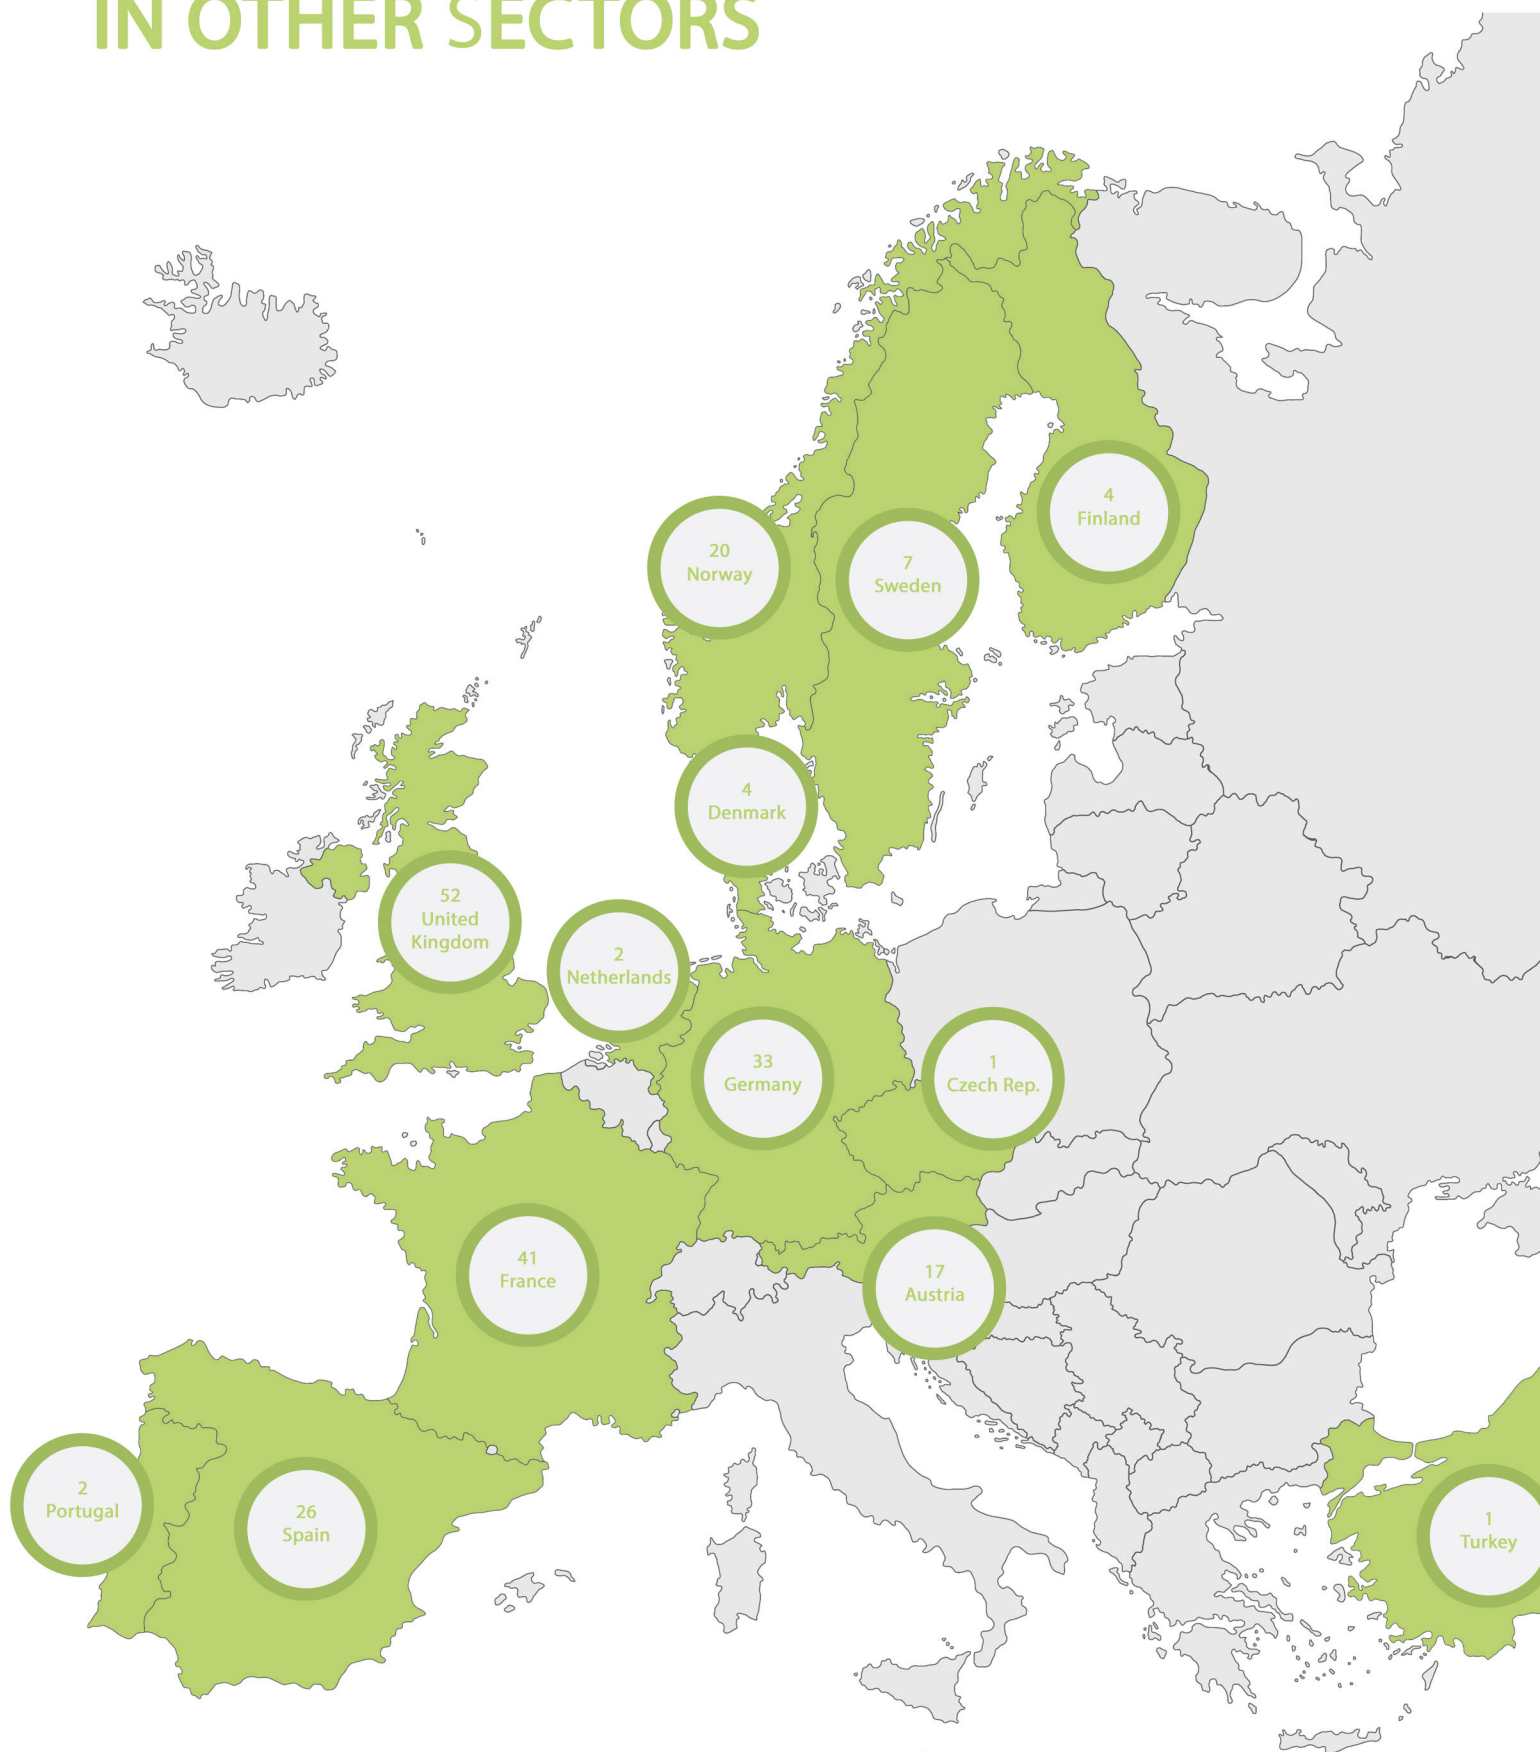 IN OTHER SECTORS
4
Finland
20
Norway
7
Sweden
4
Denmark
52
United
Kingdom
2
Netherlands
33
Germany
1
Czech Rep.
41
France
17
Austria
2
Portugal
26
Spain
1
Turkey